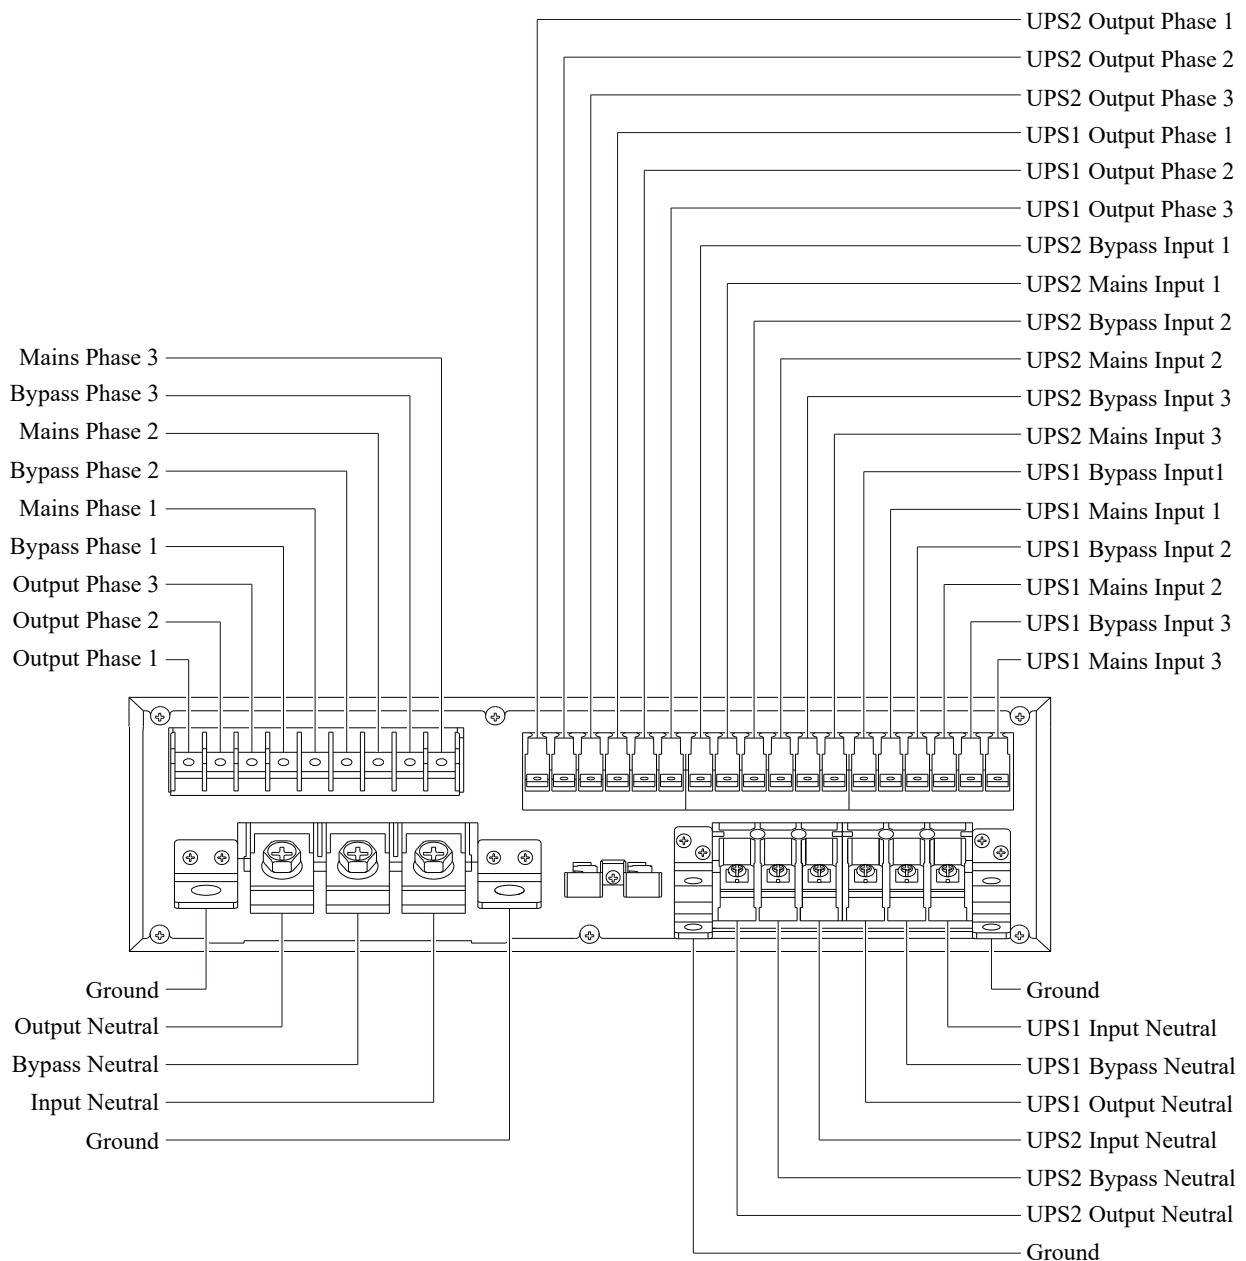 UPS2 Output Phase 1
UPS2 Output Phase 2
UPS2 Output Phase 3
UPS1 Output Phase 1
UPS1 Output Phase 2
UPS1 Output Phase 3
UPS2 Bypass Input 1
UPS2 Mains Input 1
UPS2 Bypass Input 2
UPS2 Mains Input 2
UPS2 Bypass Input 3
UPS2 Mains Input 3
UPS1 Bypass Input1
UPS1 Mains Input 1
UPS1 Bypass Input 2
UPS1 Mains Input 2
UPS1 Bypass Input 3
UPS1 Mains Input 3
Mains Phase 3
Bypass Phase 3
Mains Phase 2
Bypass Phase 2
Mains Phase 1
Bypass Phase 1
Output Phase 3
Output Phase 2
Output Phase 1
Ground
Output Neutral
Bypass Neutral
Input Neutral
Ground
Ground
UPS1 Input Neutral
UPS1 Bypass Neutral
UPS1 Output Neutral
UPS2 Input Neutral
UPS2 Bypass Neutral
UPS2 Output Neutral
Ground